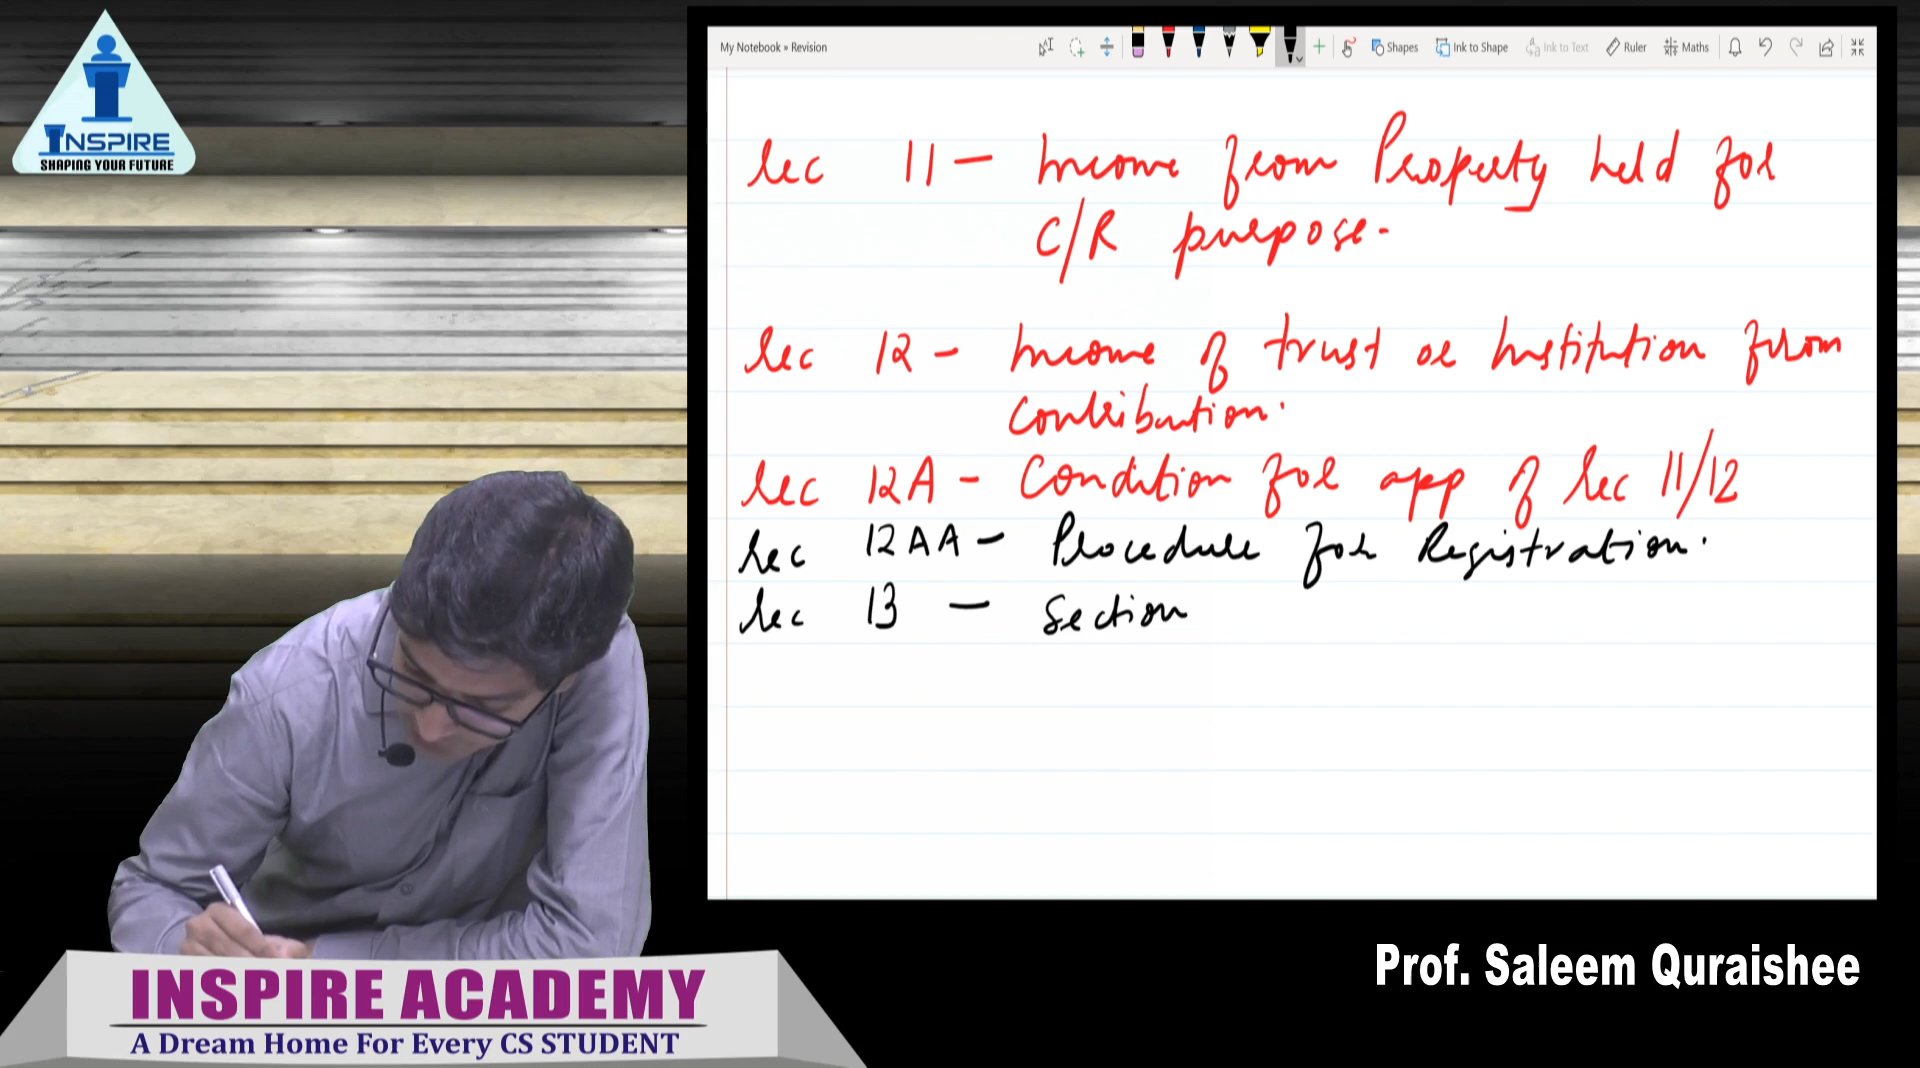 INSPIRE
SHAPING YOUR FUTURE
My Notebook » Revision
Shapes
Ink to Shape
Ink to Text
Ruler
Maths
Sec 11 - Income from Property held for
C/R purpose.
Sec 12 - Income of trust or Institution from
Contribution.
Sec 12A - Condition for app of Sec 11/12
Sec 12AA - Procedure for Registration.
Sec 13 - Section
INSPIRE ACADEMY
A Dream Home For Every CS STUDENT
Prof. Saleem Quraishee